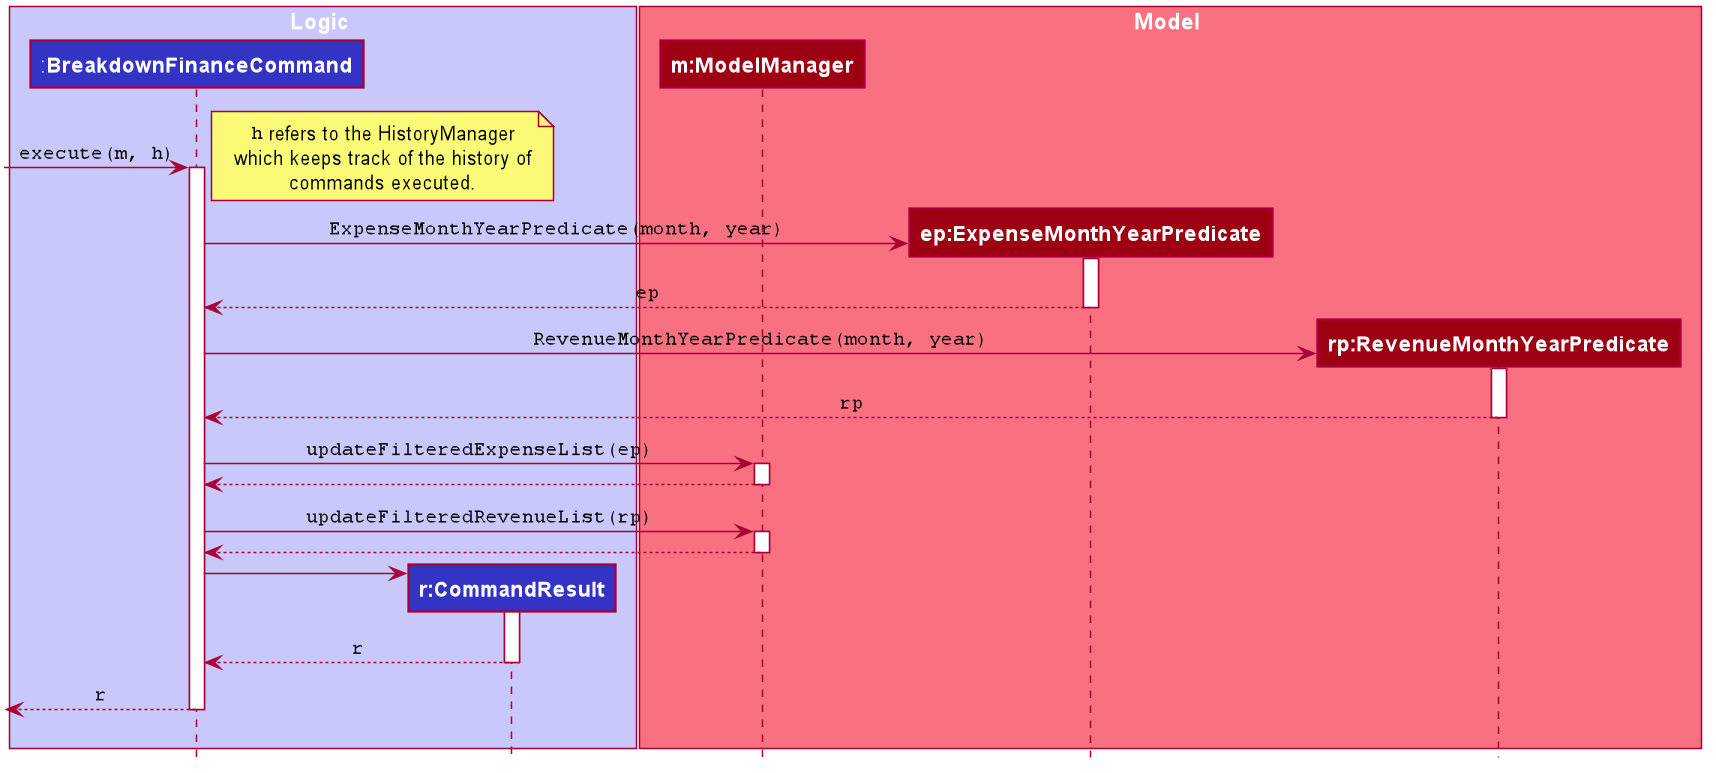 Logic
Model
:BreakdownFinanceCommand
m:ModelManager
h refers to the HistoryManager
which keeps track of the history of
commands executed.
execute(m, h)
ExpenseMonthYearPredicate(month, year)
ep:ExpenseMonthYearPredicate
ep
RevenueMonthYearPredicate(month, year)
rp:RevenueMonthYearPredicate
rp
updateFilteredExpenseList(ep)
updateFilteredRevenueList(rp)
r:CommandResult
r
r